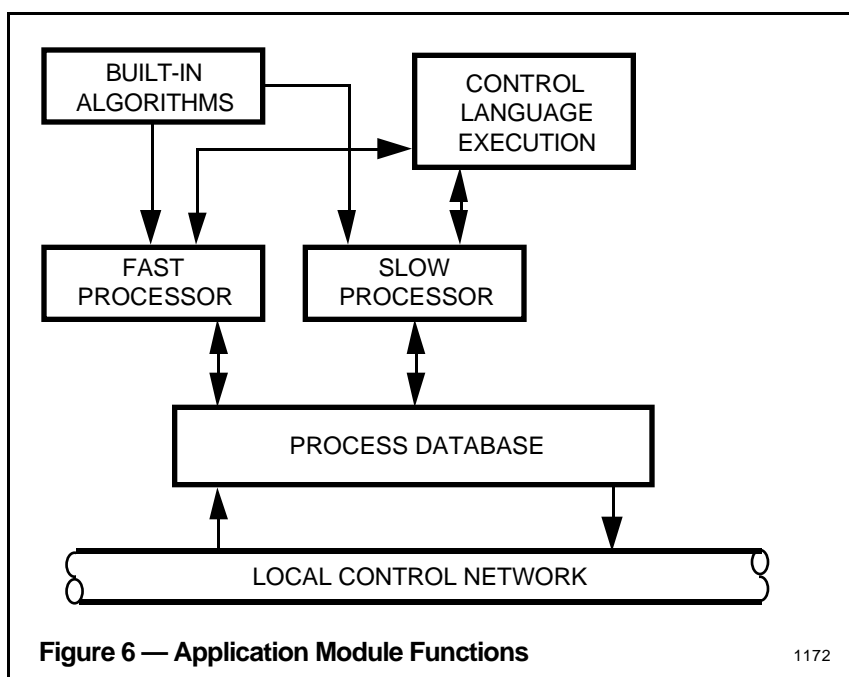 BUILT-IN
ALGORITHMS
CONTROL
LANGUAGE
EXECUTION
FAST
PROCESSOR
SLOW
PROCESSOR
PROCESS DATABASE
LOCAL CONTROL NETWORK
Figure 6 — Application Module Functions
1172